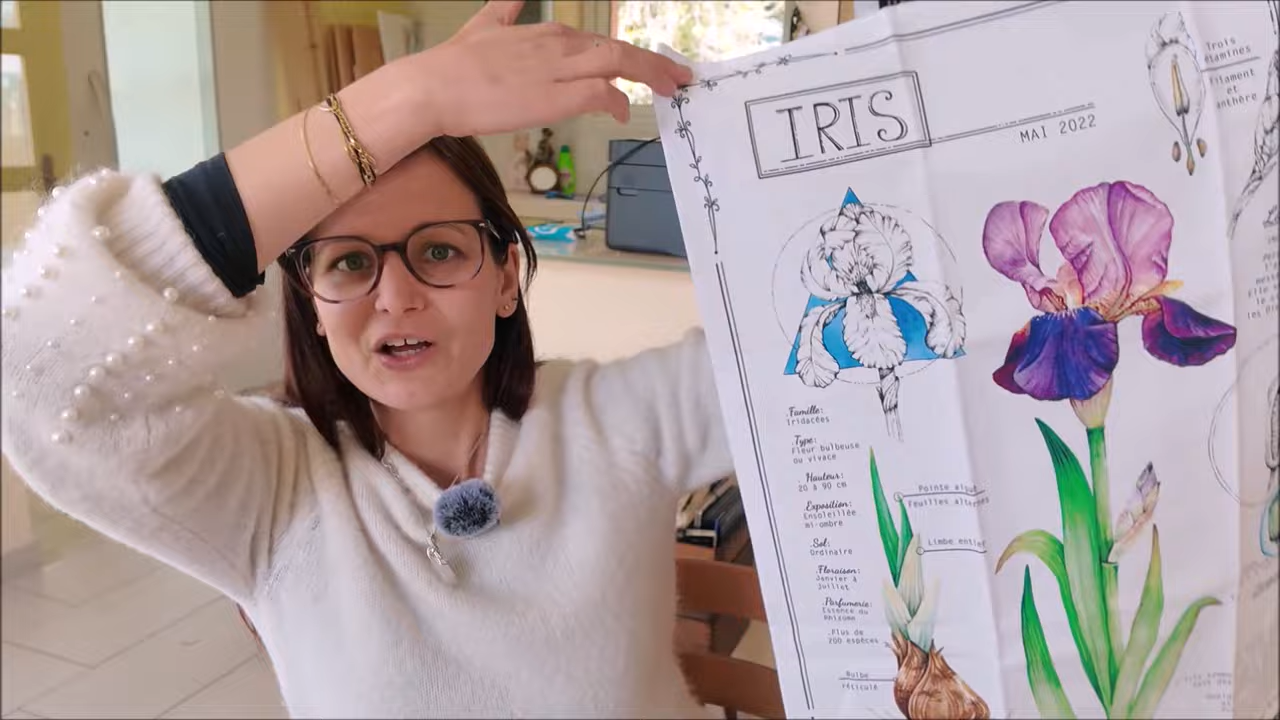 IRIS
MAI 2022
Trois
étamines
Filament
et
anthère
.Famille:
Iridacées
.Type:
Fleur bulbeuse
ou vivace
.Hauteur:
20 à 90 cm
.Exposition:
Ensoleillée
mi-ombre
.Sol:
Ordinaire
.Floraison:
Janvier à
Juillet
.Parfumerie:
Essence du
Rhizome
.Plus de
200 espèces
Pointe
Feuilles
Limbe entier
Bulbe
réticulé